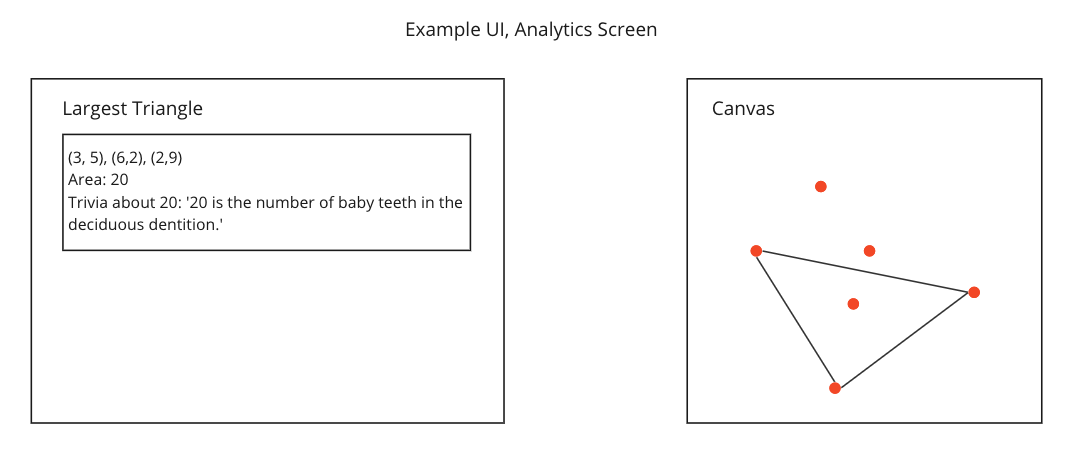 Example UI, Analytics Screen
Largest Triangle
(3, 5), (6,2), (2,9)
Area: 20
Trivia about 20: '20 is the number of baby teeth in the
deciduous dentition.'
Canvas